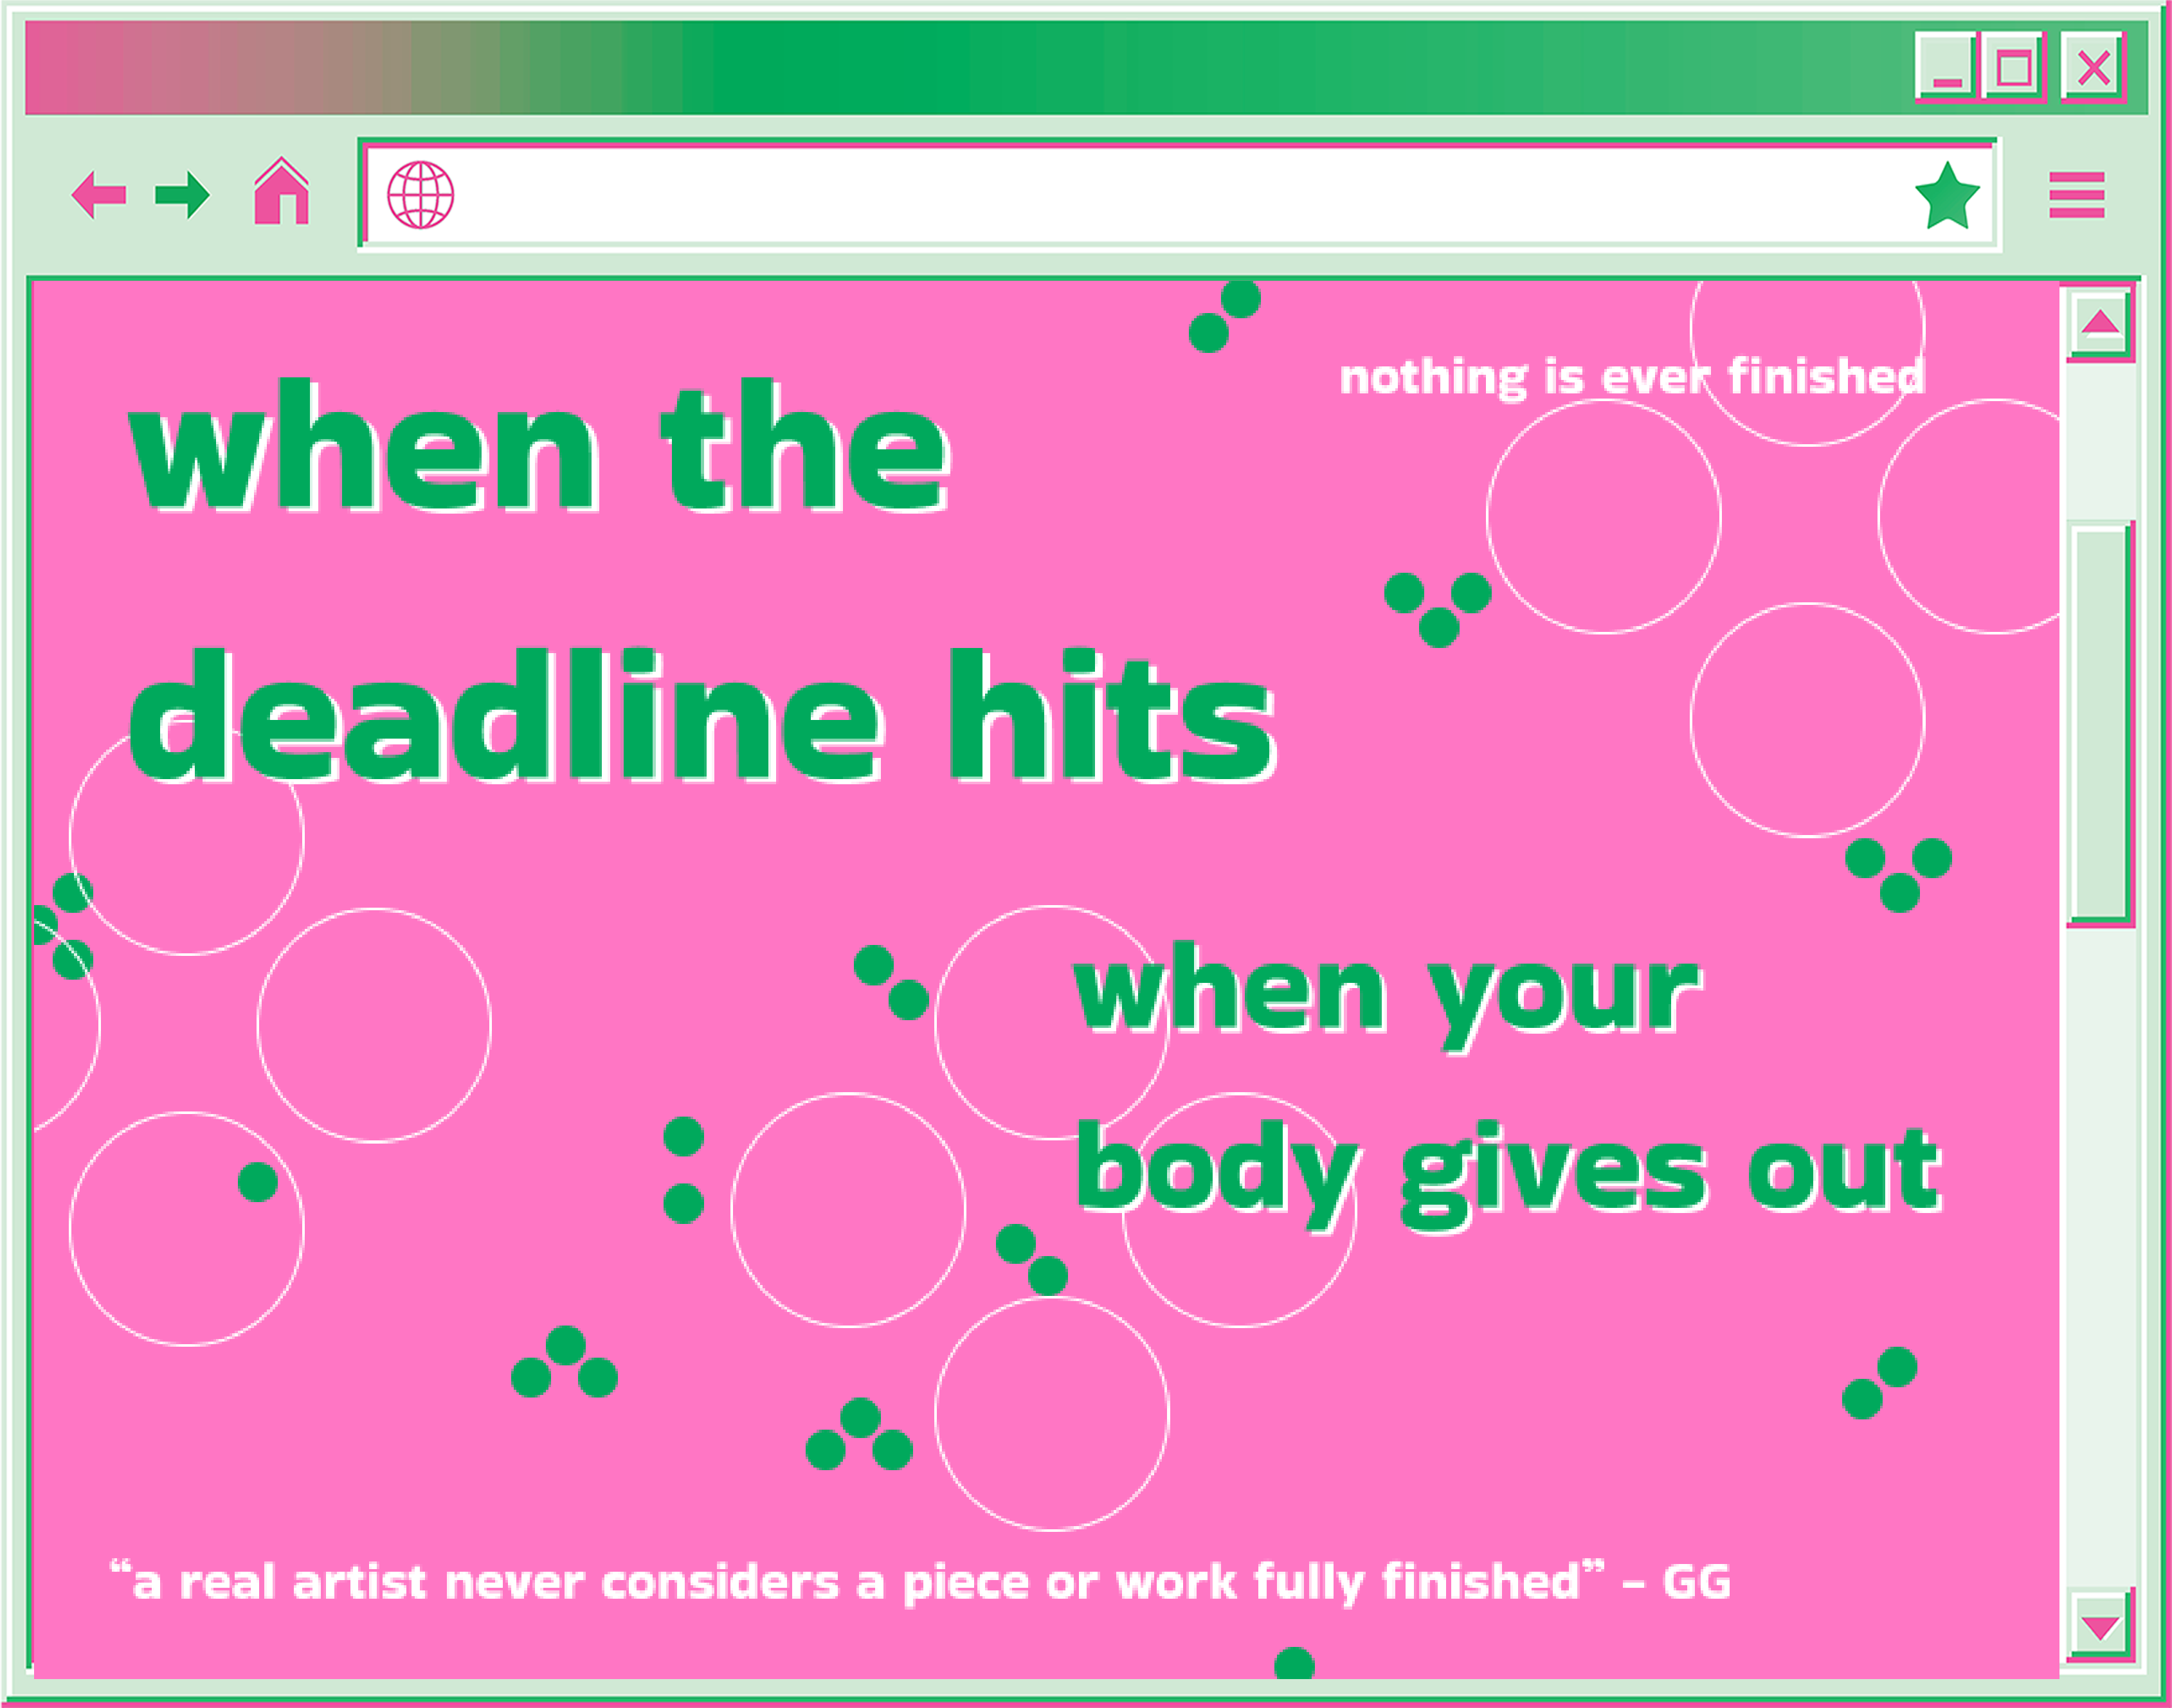 nothing is ever finished
when the
deadline hits
when your
body gives out
“a real artist never considers a piece or work fully finished” – GG